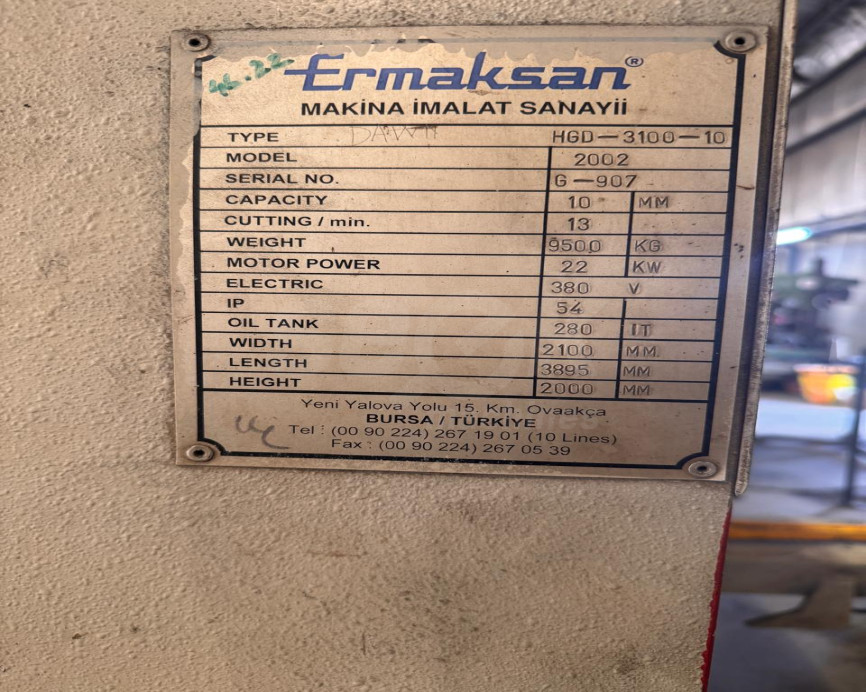 Ermaksan®
MAKİNA İMALAT SANAYİİ
TYPE HGD-3100-10
MODEL 2002
SERIAL NO. G-907
CAPACITY 10 MM
CUTTING / min. 13
WEIGHT 9500 KG
MOTOR POWER 22 KW
ELECTRIC 380 V
IP 54
OIL TANK 280 IT
WIDTH 2100 MM
LENGTH 3895 MM
HEIGHT 2000 MM
Yeni Yalova Yolu 15. Km. Ovaakça
BURSA / TÜRKİYE
Tel : (00 90 224) 267 19 01 (10 Lines)
Fax : (00 90 224) 267 05 39